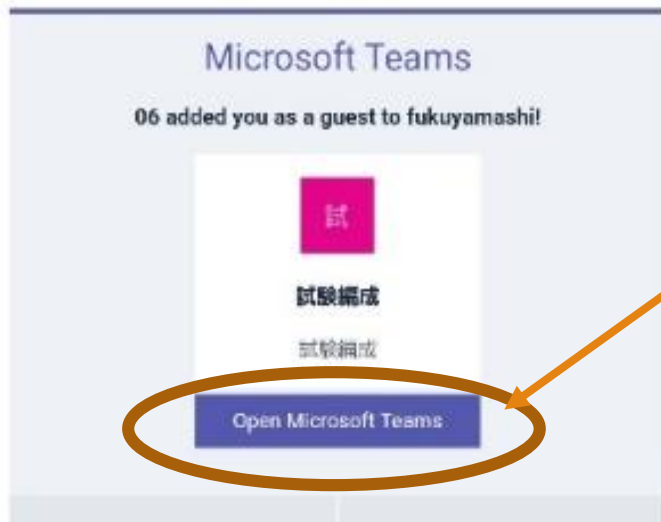 Microsoft Teams
06 added you as a guest to fukuyamashi!
試
試験編成
試験編成
Open Microsoft Teams